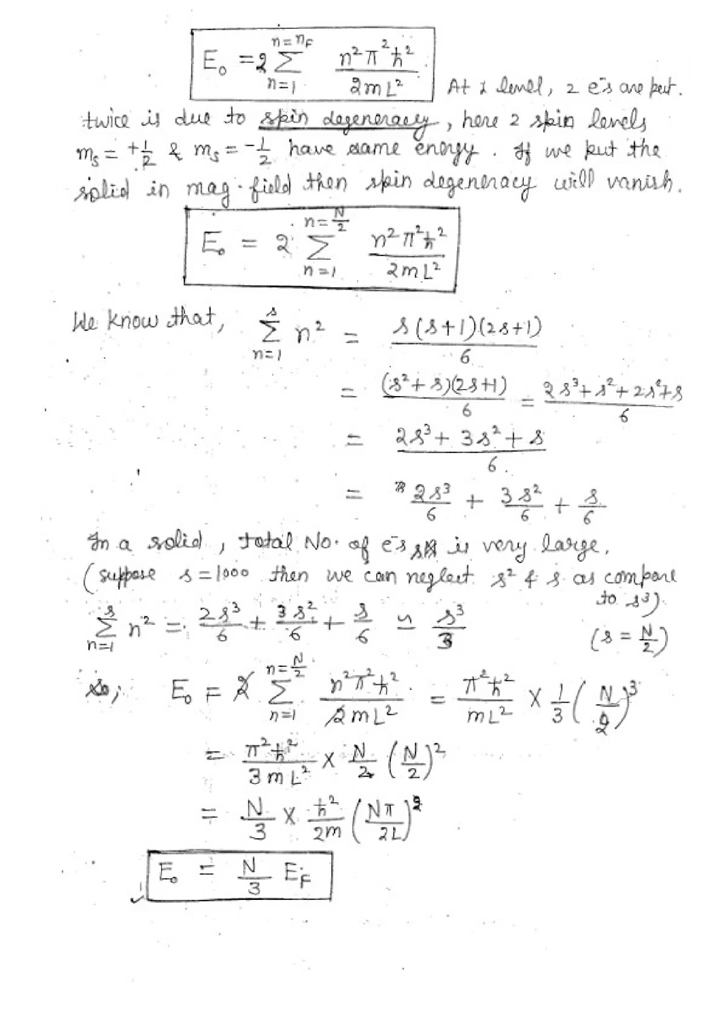 E₀ = 2 Σ_{n=1}^{n=n_F} n²π²ħ² / 2mL² At 1 level, 2 e⁻s are put.
twice is due to spin degeneracy, here 2 spin levels
m_s = +½ & m_s = -½ have same energy. If we put the
solid in mag. field then spin degeneracy will vanish.
E₀ = 2 Σ_{n=1}^{n=N/2} n²π²ħ² / 2mL²
We know that, Σ_{n=1}^{s} n² = s(s+1)(2s+1) / 6
= (s²+s)(2s+1) / 6 = 2s³+s²+2s²+s / 6
= 2s³+3s²+s / 6.
= 2s³/6 + 3s²/6 + s/6
In a solid, total No. of e⁻s is very large.
(suppose s=1000 then we can neglect s² & s as compare
to s³).
Σ_{n=1}^{s} n² = 2s³/6 + 3s²/6 + s/6 ≃ s³/3 (s = N/2)
So, E₀ = 2 Σ_{n=1}^{n=N/2} n²π²ħ² / 2mL² = π²ħ²/mL² × 1/3 (N/2)³
= π²ħ²/3mL² × N/2 (N/2)²
= N/3 × ħ²/2m (Nπ/2L)²
E₀ = N/3 E_F